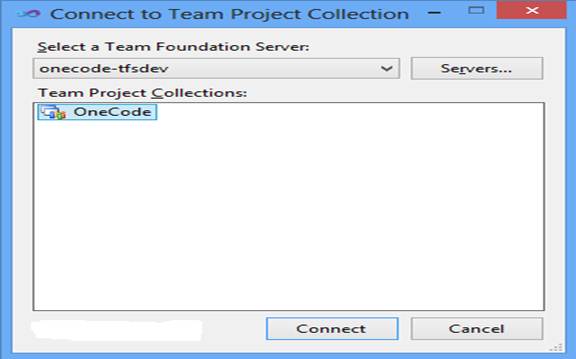 Connect to Team Project Collection
Select a Team Foundation Server:
onecode-tfsdev
Servers...
Team Project Collections:
OneCode
Connect
Cancel